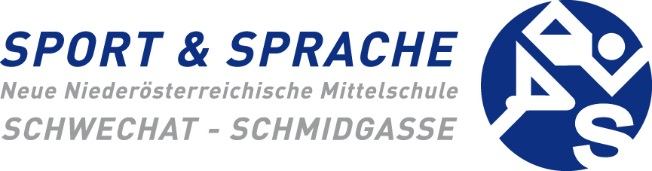 SPORT & SPRACHE
Neue Niederösterreichische Mittelschule
SCHWECHAT - SCHMIDGASSE
S